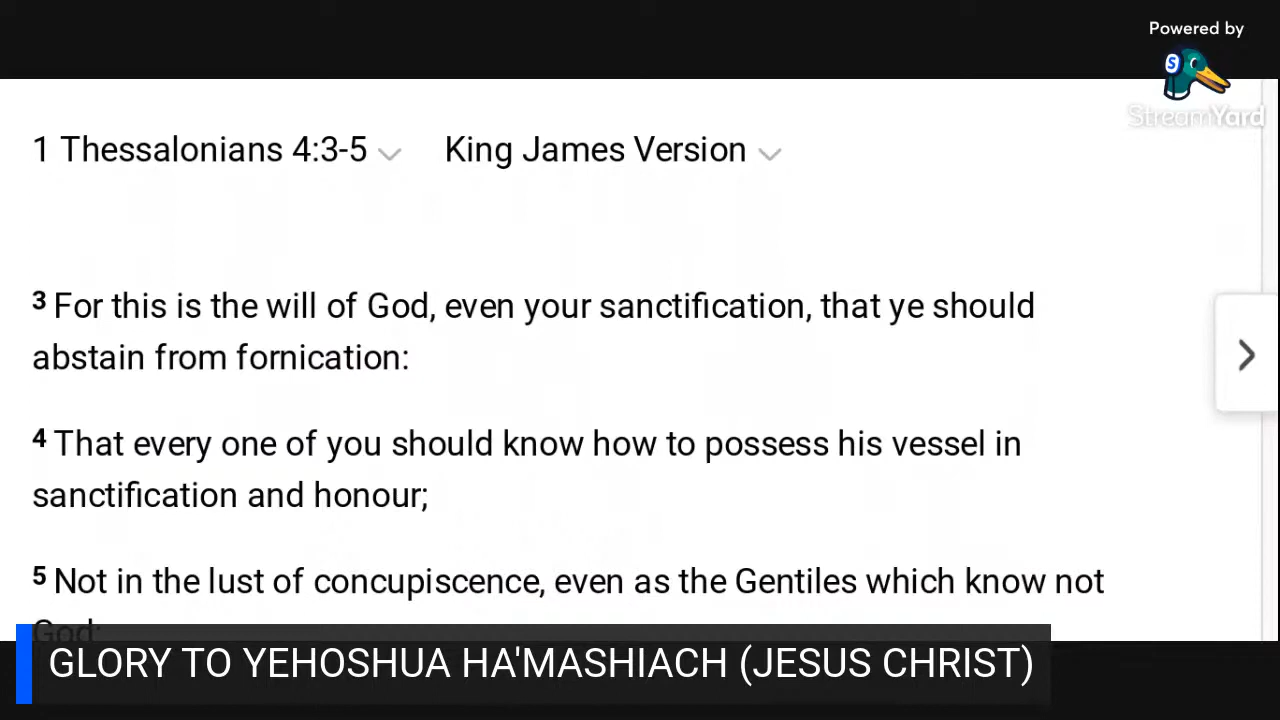 Powered by
S
StreamYard
1 Thessalonians 4:3-5 King James Version
3 For this is the will of God, even your sanctification, that ye should
abstain from fornication:
4 That every one of you should know how to possess his vessel in
sanctification and honour;
5 Not in the lust of concupiscence, even as the Gentiles which know not
God:
GLORY TO YEHOSHUA HA'MASHIACH (JESUS CHRIST)